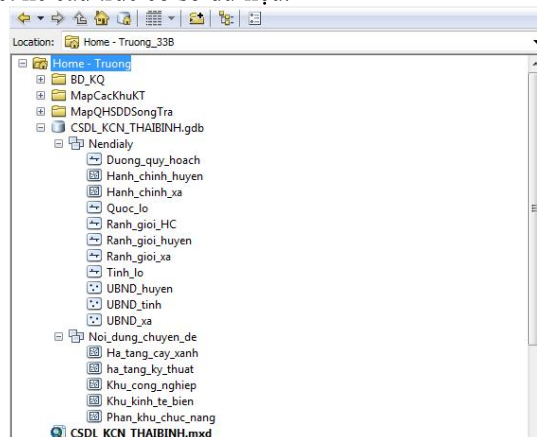 Location: Home - Truong_33B
Home - Truong
BD_KQ
MapCacKhuKT
MapQHSDDSongTra
CSDL_KCN_THAIBINH.gdb
Nendialy
Duong_quy_hoach
Hanh_chinh_huyen
Hanh_chinh_xa
Quoc_lo
Ranh_gioi_HC
Ranh_gioi_huyen
Ranh_gioi_xa
Tinh_lo
UBND_huyen
UBND_tinh
UBND_xa
Noi_dung_chuyen_de
Ha_tang_cay_xanh
ha_tang_ky_thuat
Khu_cong_nghiep
Khu_kinh_te_bien
Phan_khu_chuc_nang
CSDL_KCN_THAIBINH.mxd